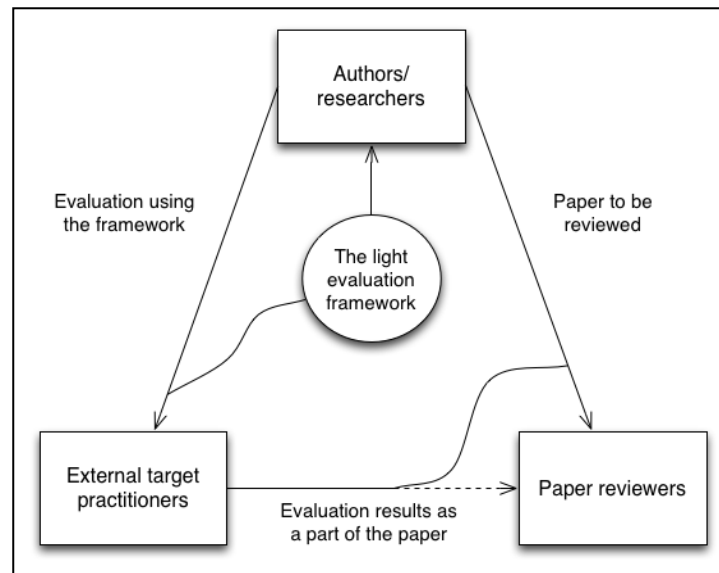 Authors/
researchers
Evaluation using
the framework
Paper to be
reviewed
The light
evaluation
framework
External target
practitioners
Evaluation results as
a part of the paper
Paper reviewers